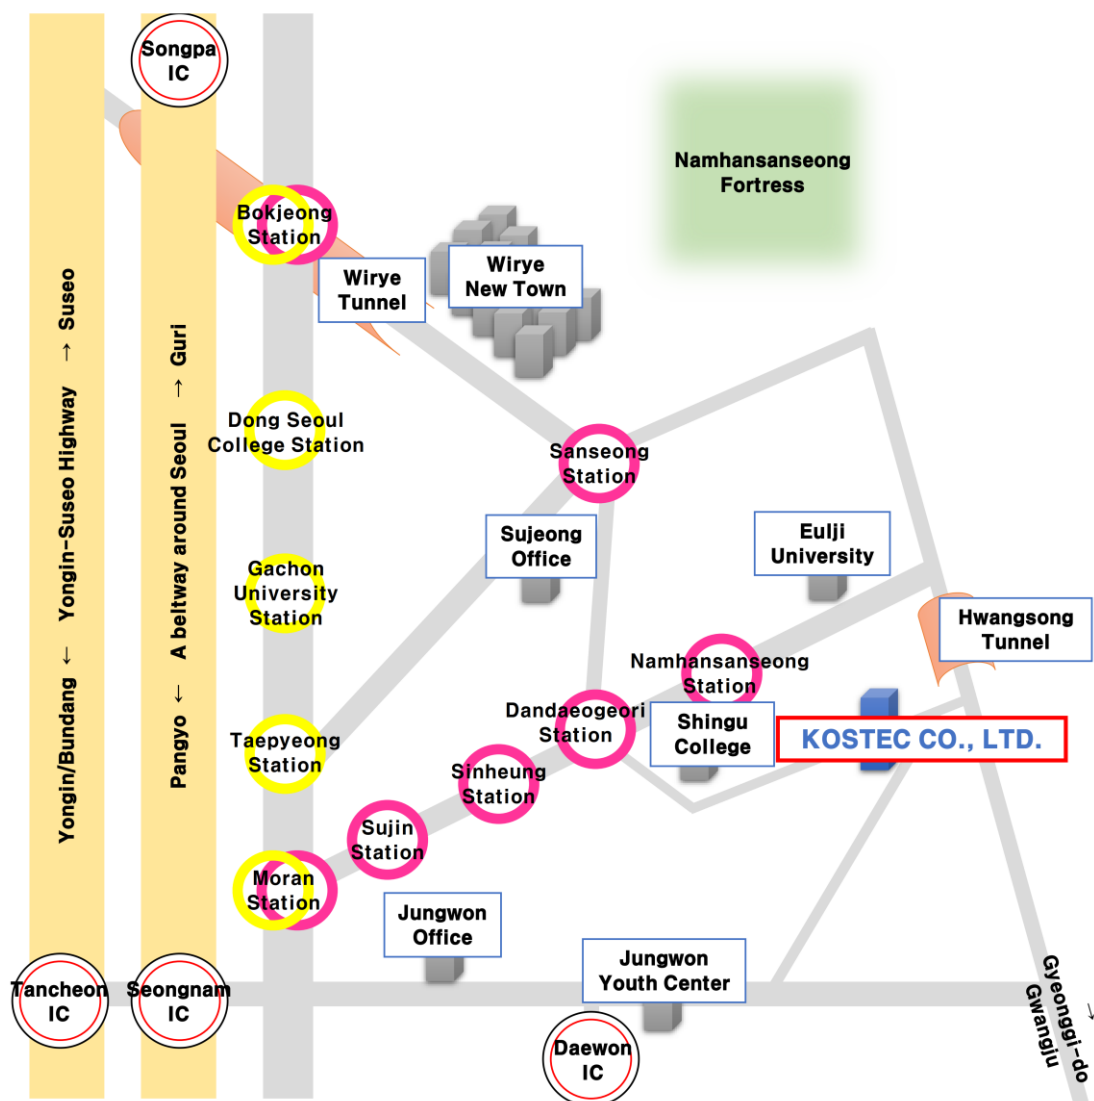 Songpa
IC
Namhansanseong
Fortress
Bokjeong
Station
Wirye
Tunnel
Wirye
New Town
Yongin/Bundang ← Yongin-Suseo Highway → Suseo
Pangyo ← A beltway around Seoul → Guri
Dong Seoul
College Station
Sanseong
Station
Sujeong
Office
Eulji
University
Gachon
University
Station
Hwangsong
Tunnel
Namhansanseong
Station
Dandaeogeori
Station
Shingu
College
KOSTEC CO., LTD.
Taepyeong
Station
Sinheung
Station
Sujin
Station
Moran
Station
Jungwon
Office
Jungwon
Youth Center
Tancheon
IC
Seongnam
IC
Daewon
IC
Gyeonggi-do →
Gwangju